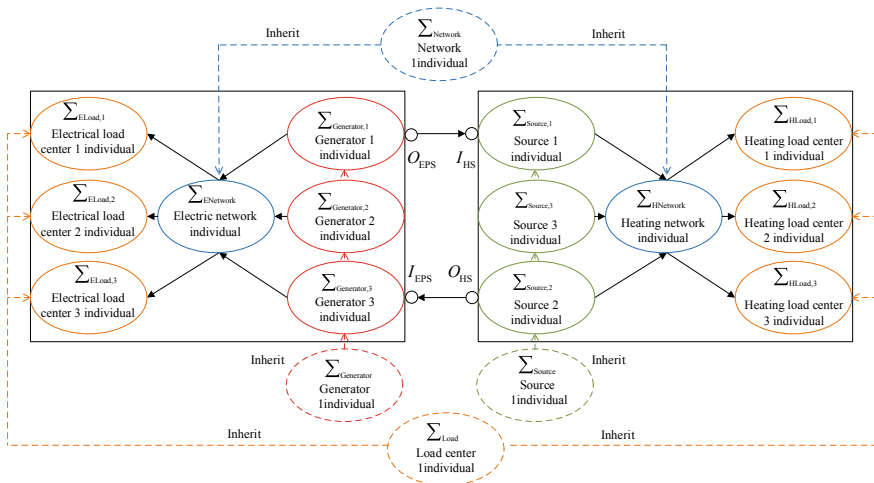 ∑Network
Network
1individual
Inherit
Inherit
∑ELoad,1
Electrical load
center 1 individual
∑ELoad,2
Electrical load
center 2 individual
∑ELoad,3
Electrical load
center 3 individual
∑ENetwork
Electric network
individual
∑Generator,1
Generator 1
individual
∑Generator,2
Generator 2
individual
∑Generator,3
Generator 3
individual
OEPS
IHS
IEPS
OHS
∑Source,1
Source 1
individual
∑Source,3
Source 3
individual
∑Source,2
Source 2
individual
∑HNetwork
Heating network
individual
∑HLoad,1
Heating load center
1 individual
∑HLoad,2
Heating load center
2 individual
∑HLoad,3
Heating load center
3 individual
Inherit
∑Generator
Generator
1individual
∑Source
Source
1individual
Inherit
Inherit
∑Load
Load center
1individual
Inherit